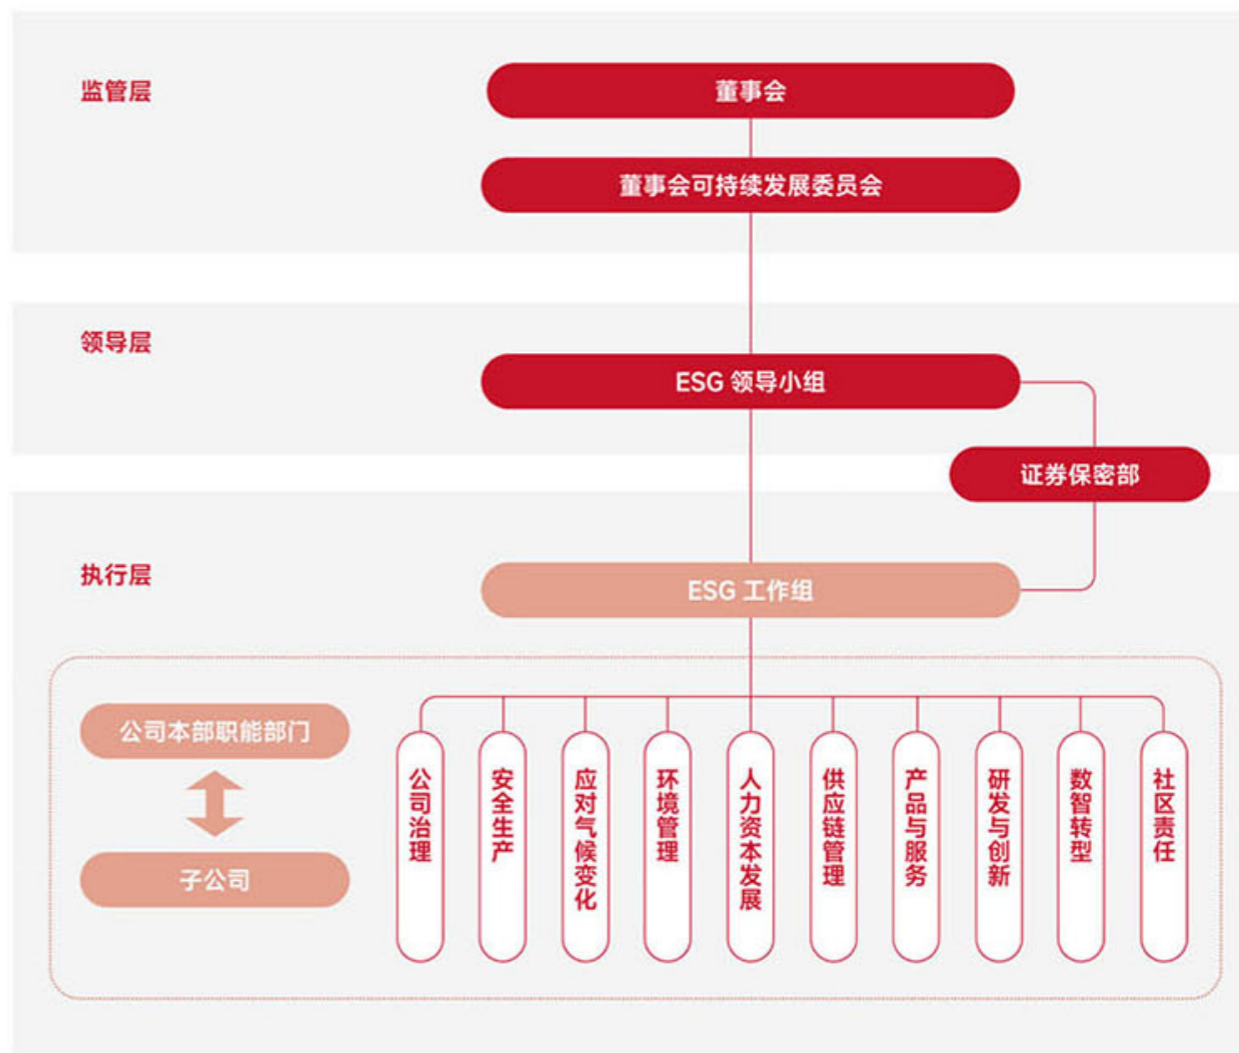 监管层
董事会
董事会可持续发展委员会
领导层
ESG 领导小组
证券保密部
执行层
ESG 工作组
公司本部职能部门
子公司
公司治理
安全生产
应对气候变化
环境管理
人力资本发展
供应链管理
产品与服务
研发与创新
数智转型
社区责任